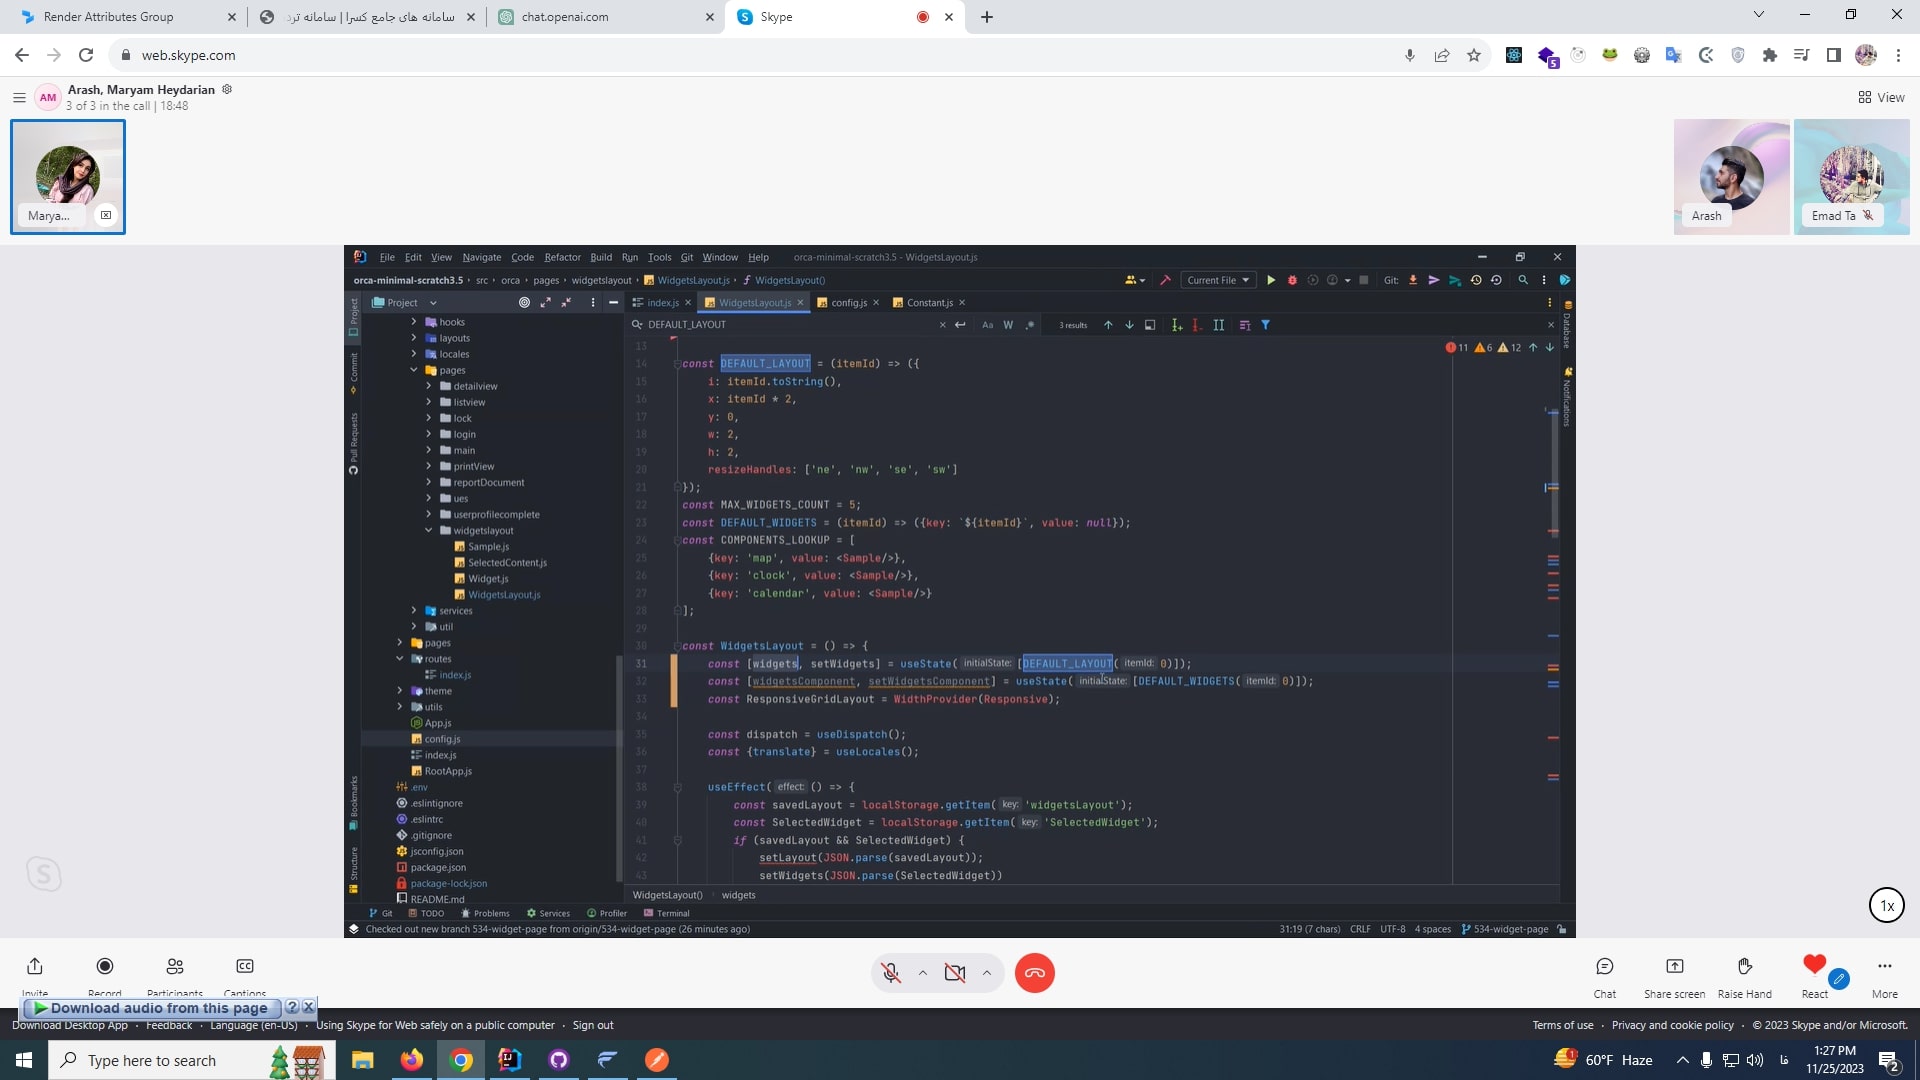 Render Attributes Group
سامانه های جامع کسرا | سامانه ترد
chat.openai.com
Skype
web.skype.com
5
AM
Arash, Maryam Heydarian
3 of 3 in the call | 18:48
View
Marya...
Arash
Emad Ta
File Edit View Navigate Code Refactor Build Run Tools Git Window Help orca-minimal-scratch3.5 - WidgetsLayout.js
orca-minimal-scratch3.5 › src › orca › pages › widgetslayout › WidgetsLayout.js › WidgetsLayout()
Current File
Git:
Project
index.js
WidgetsLayout.js
config.js
Constant.js
DEFAULT_LAYOUT
Aa W .*
3 results
11 6 12
Project
Commit
Pull Requests
Bookmarks
Structure
Database
Notifications
hooks
layouts
locales
pages
detailview
listview
lock
login
main
printView
reportDocument
ues
userprofilecomplete
widgetslayout
Sample.js
SelectedContent.js
Widget.js
WidgetsLayout.js
services
util
pages
routes
index.js
theme
utils
App.js
config.js
index.js
RootApp.js
.env
.eslintignore
.eslintrc
.gitignore
jsconfig.json
package.json
package-lock.json
README.md
13
14 const DEFAULT_LAYOUT = (itemId) => ({
15 i: itemId.toString(),
16 x: itemId * 2,
17 y: 0,
18 w: 2,
19 h: 2,
20 resizeHandles: ['ne', 'nw', 'se', 'sw']
21 });
22 const MAX_WIDGETS_COUNT = 5;
23 const DEFAULT_WIDGETS = (itemId) => ({key: `${itemId}`, value: null});
24 const COMPONENTS_LOOKUP = [
25 {key: 'map', value: <Sample/>},
26 {key: 'clock', value: <Sample/>},
27 {key: 'calendar', value: <Sample/>}
28 ];
29
30 const WidgetsLayout = () => {
31 const [widgets, setWidgets] = useState( initialState: [DEFAULT_LAYOUT( itemId: 0)]);
32 const [widgetsComponent, setWidgetsComponent] = useState( initialState: [DEFAULT_WIDGETS( itemId: 0)]);
33 const ResponsiveGridLayout = WidthProvider(Responsive);
34
35 const dispatch = useDispatch();
36 const {translate} = useLocales();
37
38 useEffect( effect: () => {
39 const savedLayout = localStorage.getItem( key: 'widgetsLayout');
40 const SelectedWidget = localStorage.getItem( key: 'SelectedWidget');
41 if (savedLayout && SelectedWidget) {
42 setLayout(JSON.parse(savedLayout));
43 setWidgets(JSON.parse(SelectedWidget))
WidgetsLayout() › widgets
Git TODO Problems Services Profiler Terminal
Checked out new branch 534-widget-page from origin/534-widget-page (26 minutes ago)
31:19 (7 chars) CRLF UTF-8 4 spaces 534-widget-page
1x
Invite Record Participants Captions
Chat Share screen Raise Hand React More
Download audio from this page ? X
Download Desktop App · Feedback · Language (en-US) · Using Skype for Web safely on a public computer · Sign out
Terms of use · Privacy and cookie policy · © 2023 Skype and/or Microsoft.
Type here to search
1
60°F Haze
فا
1:27 PM
11/25/2023
2